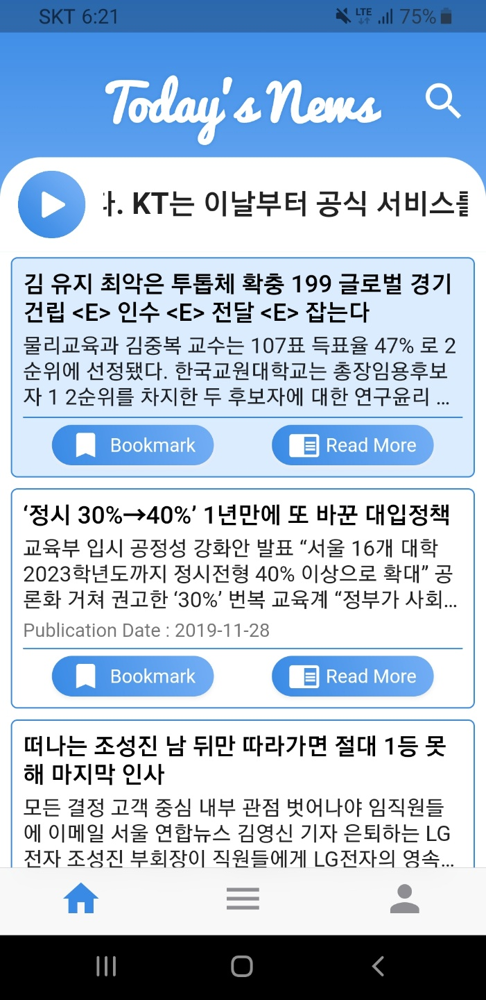 SKT 6:21
LTE
75%
Today's News
다. KT는 이날부터 공식 서비스를
김 유지 최악은 투톱체 확충 199 글로벌 경기
건립 <E> 인수 <E> 전달 <E> 잡는다
물리교육과 김중복 교수는 107표 득표율 47% 로 2
순위에 선정됐다. 한국교원대학교는 총장임용후보
자 1 2순위를 차지한 두 후보자에 대한 연구윤리 ...
Bookmark
Read More
‘정시 30%→40%’ 1년만에 또 바꾼 대입정책
교육부 입시 공정성 강화안 발표 “서울 16개 대학
2023학년도까지 정시전형 40% 이상으로 확대” 공
론화 거쳐 권고한 ‘30%’ 번복 교육계 “정부가 사회...
Publication Date : 2019-11-28
Bookmark
Read More
떠나는 조성진 남 뒤만 따라가면 절대 1등 못
해 마지막 인사
모든 결정 고객 중심 내부 관점 벗어나야 임직원들
에 이메일 서울 연합뉴스 김영신 기자 은퇴하는 LG
전자 조성진 부회장이 직원들에게 LG전자의 영속...